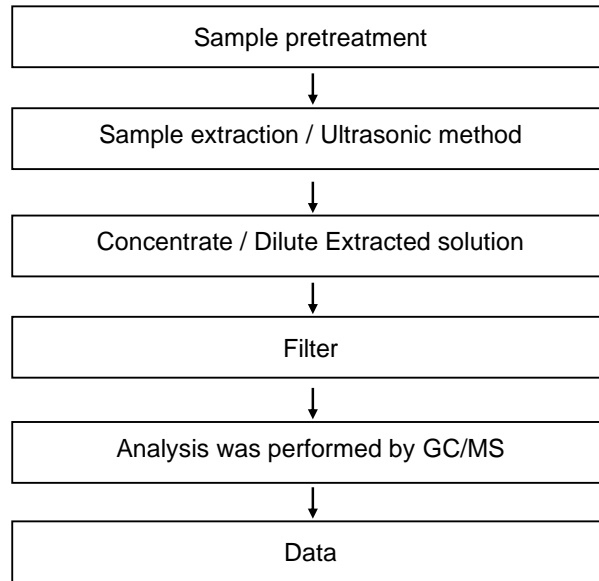 Sample pretreatment
Sample extraction / Ultrasonic method
Concentrate / Dilute Extracted solution
Filter
Analysis was performed by GC/MS
Data